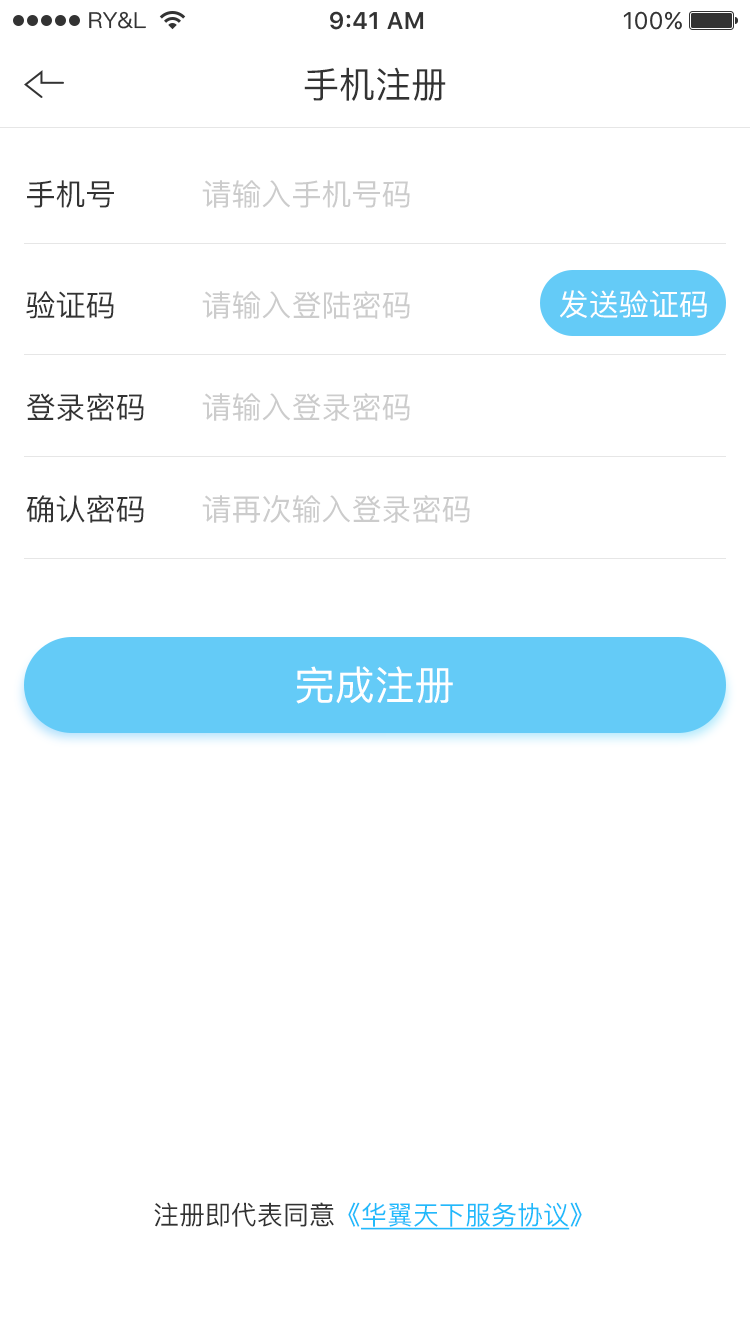 RY&L 9:41 AM 100%
手机注册
手机号 请输入手机号码
验证码 请输入登陆密码 发送验证码
登录密码 请输入登录密码
确认密码 请再次输入登录密码
完成注册
注册即代表同意《华翼天下服务协议》